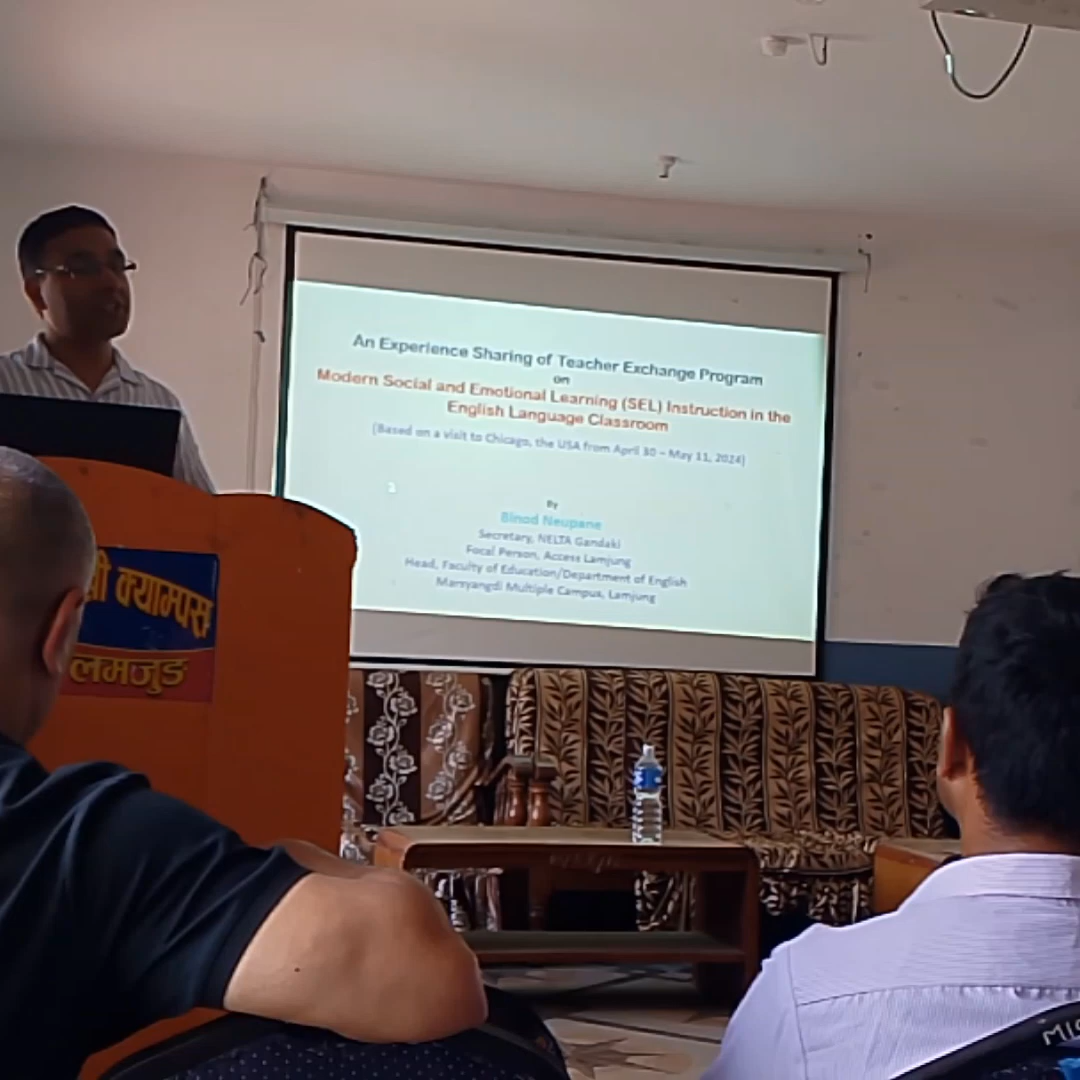 An Experience Sharing of Teacher Exchange Program
on
Modern Social and Emotional Learning (SEL) Instruction in the
English Language Classroom
(Based on a visit to Chicago, the USA from April 30 – May 11, 2024)
By
Binod Neupane
Secretary, NELTA Gandaki
Focal Person, Access Lamjung
Head, Faculty of Education/Department of English
Marsyangdi Multiple Campus, Lamjung
क्याम्पस
लमजुङ